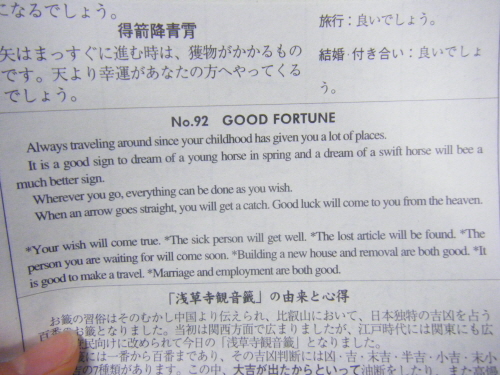 になるでしょう。
得箭降青霄
矢はまっすぐに進む時は、獲物がかかるもの
です。天より幸運があなたの方へやってくる
でしょう。
旅行：良いでしょう。
結婚・付き合い：良いでしょ
う。
No.92 GOOD FORTUNE
Always traveling around since your childhood has given you a lot of places.
It is a good sign to dream of a young horse in spring and a dream of a swift horse will bee a
much better sign.
Wherever you go, everything can be done as you wish.
When an arrow goes straight, you will get a catch. Good luck will come to you from the heaven.
*Your wish will come true. *The sick person will get well. *The lost article will be found. *The
person you are waiting for will come soon. *Building a new house and removal are both good. *It
is good to make a travel. *Marriage and employment are both good.
「浅草寺観音籤」の由来と心得
お籤の習俗はそのむかし中国より伝えられ、比叡山において、日本独特の吉凶を占う
百番のお籤となりました。当初は関西方面で広まりましたが、江戸時代には関東にも広
民向けに改められて今日の「浅草寺観音籤」となりました。
籤には一番から百番まであり、その吉凶判断には凶・吉・末吉・半吉・小吉・末小
の7種類があります。この中、大吉が出たからといって油断をしたり、また高慢